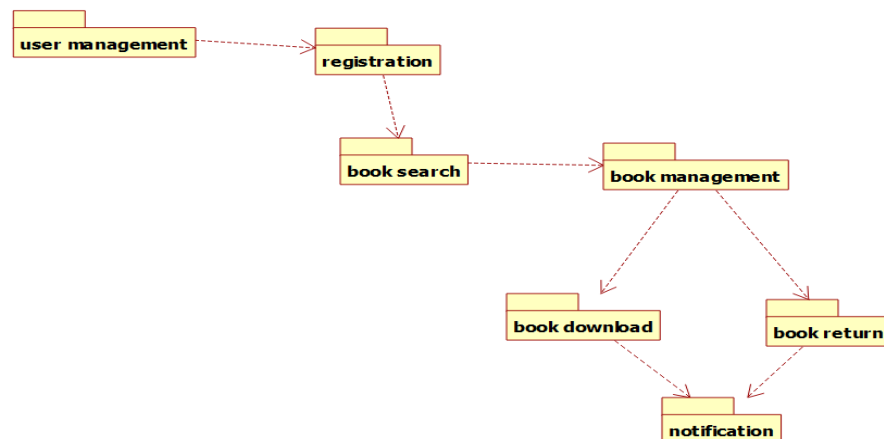 user management
registration
book search
book management
book download
book return
notification